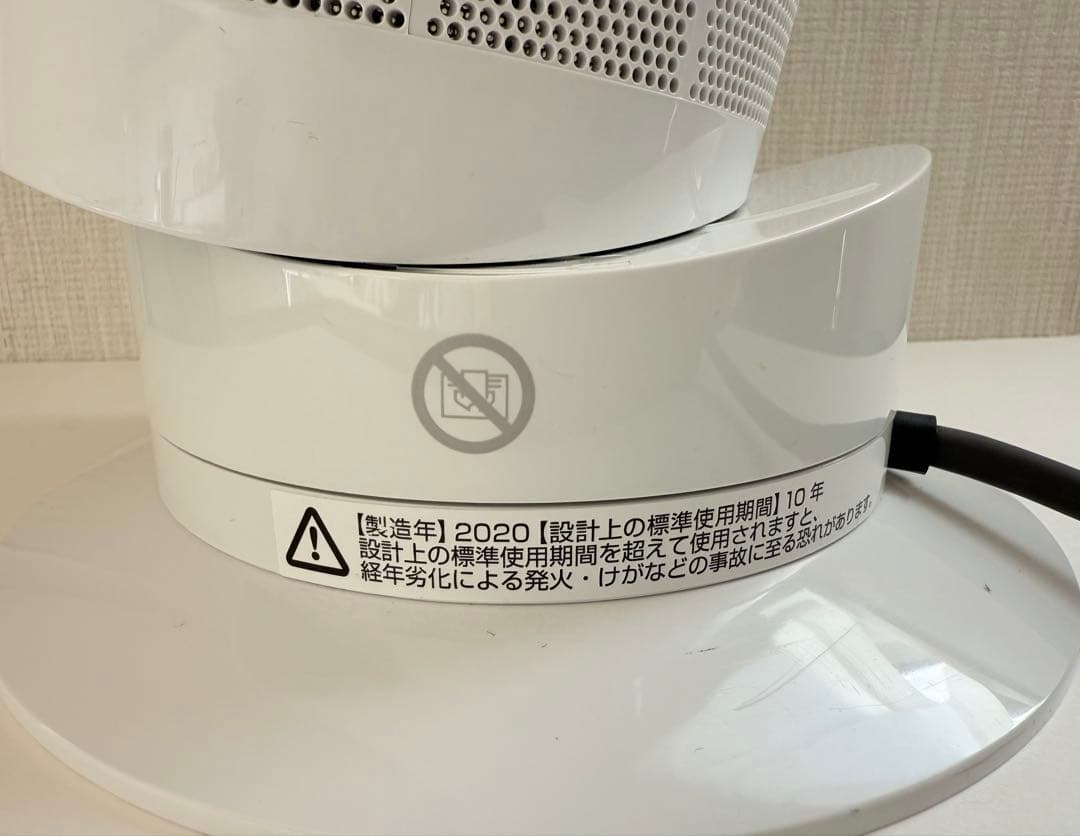 【製造年】2020【設計上の標準使用期間】10年
設計上の標準使用期間を超えて使用されますと、
経年劣化による発火・けがなどの事故に至る恐れがあります。